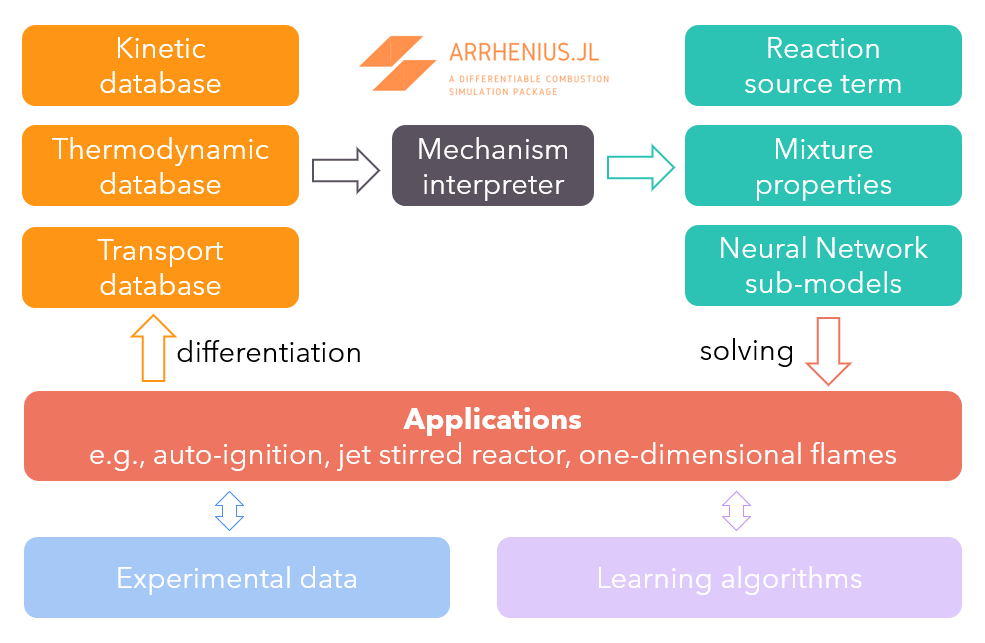 Kinetic
database
ARRHENIUS.JL
A DIFFERENTIABLE COMBUSTION
SIMULATION PACKAGE
Reaction
source term
Thermodynamic
database
Mechanism
interpreter
Mixture
properties
Transport
database
Neural Network
sub-models
differentiation
solving
Applications
e.g., auto-ignition, jet stirred reactor, one-dimensional flames
Experimental data
Learning algorithms